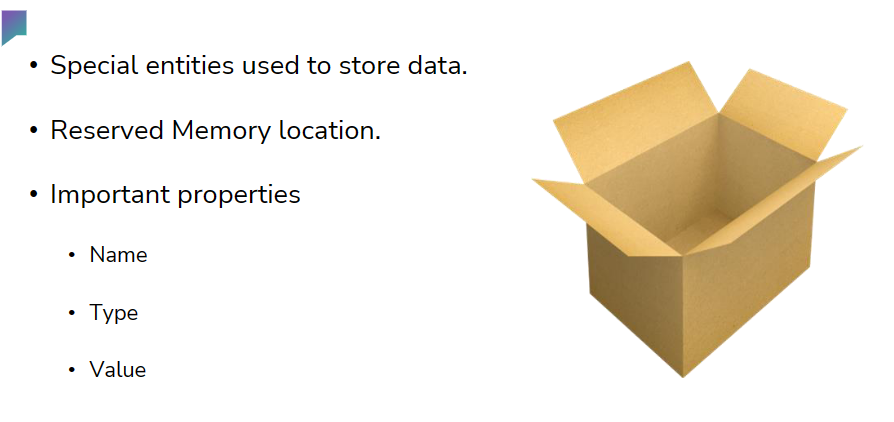 • Special entities used to store data.
• Reserved Memory location.
• Important properties
• Name
• Type
• Value